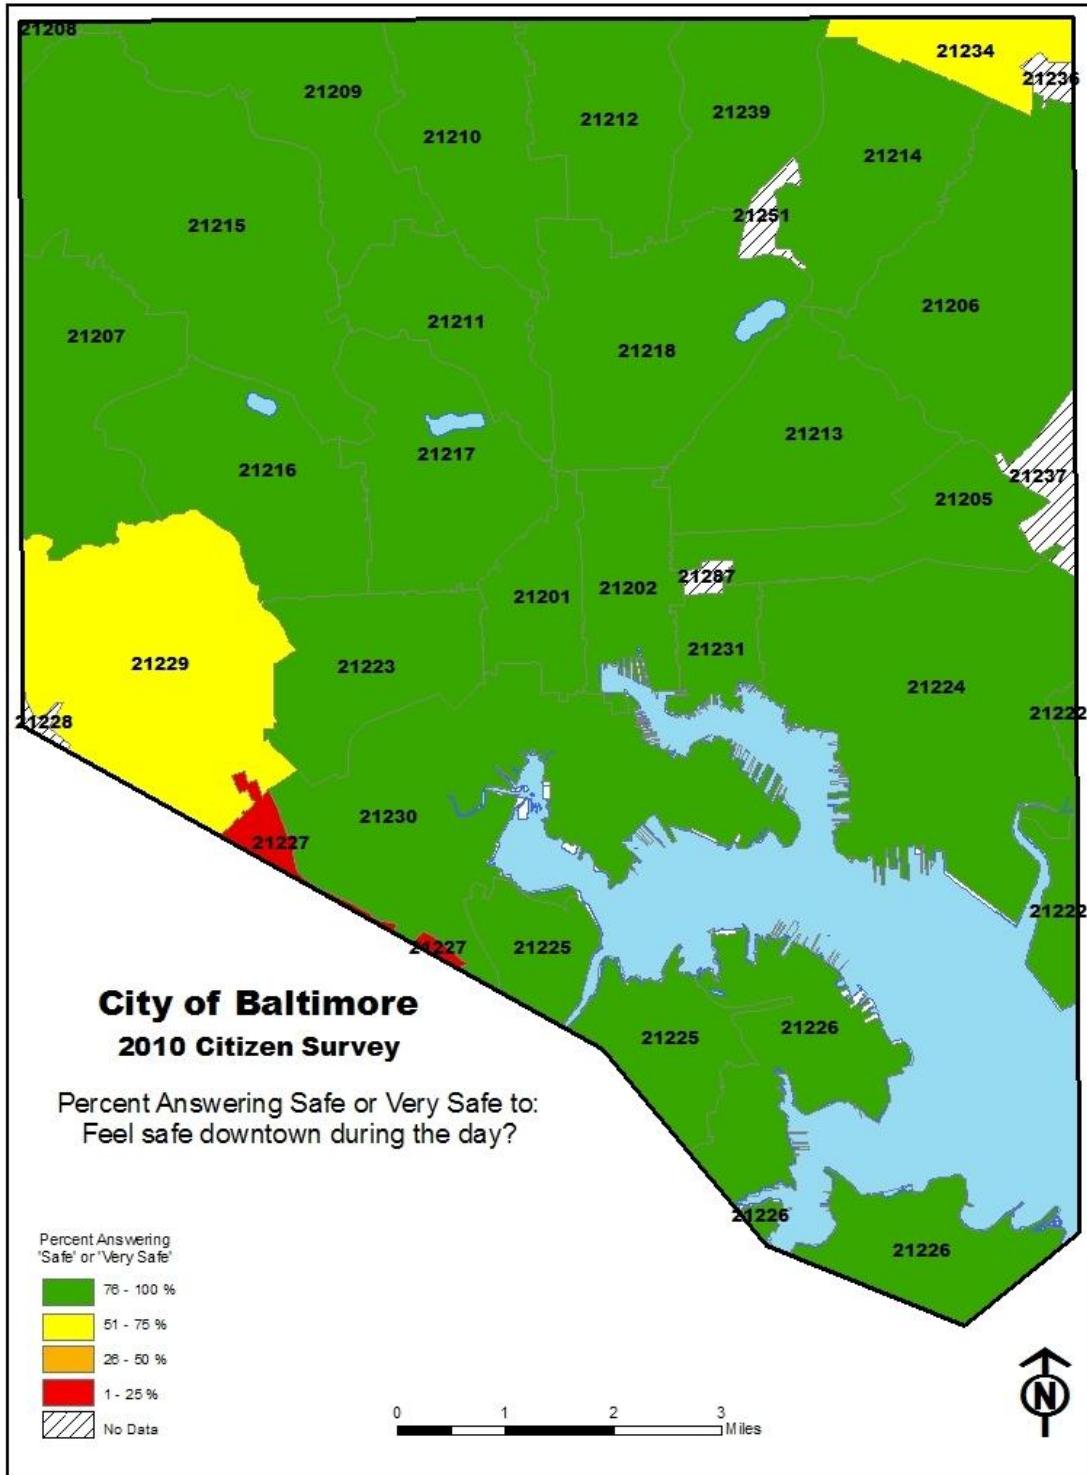 21208
21234
21236
21209
21239
21212
21210
21214
21251
21215
21206
21211
21207
21218
21213
21217
21216
21237
21205
21287
21202
21201
21231
21229
21223
21224
21228
21222
21230
21227
21222
21227
21225
City of Baltimore
2010 Citizen Survey
21226
21225
Percent Answering Safe or Very Safe to:
Feel safe downtown during the day?
21226
21226
Percent Answering
'Safe' or 'Very Safe'
76 - 100 %
51 - 75 %
26 - 50 %
1 - 25 %
No Data
0 1 2 3
Miles
N